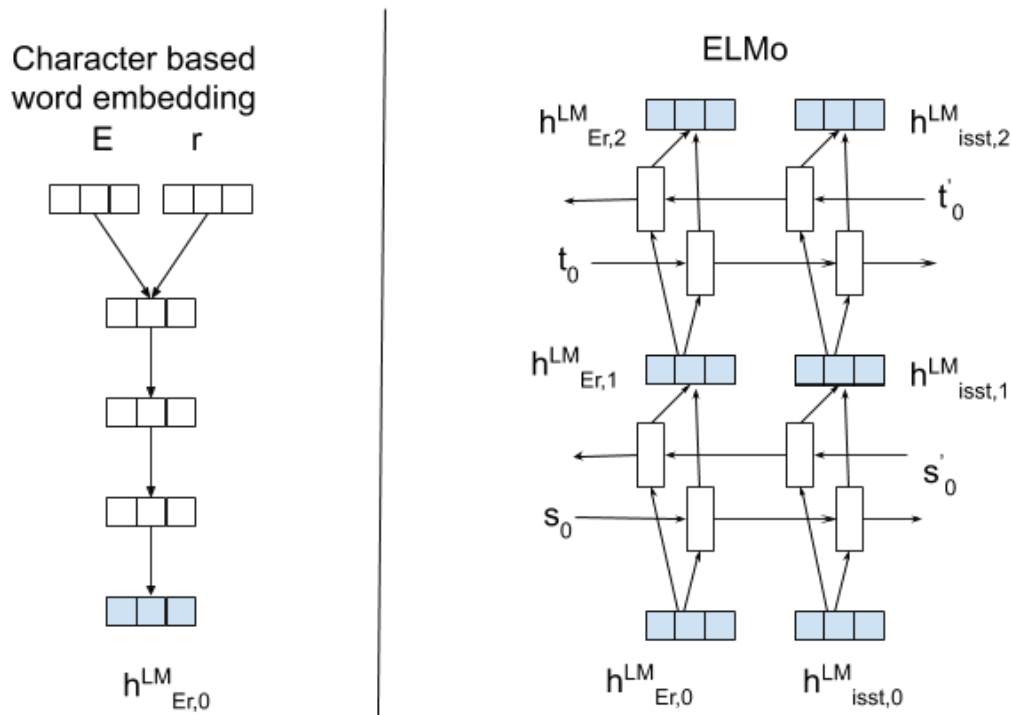 Character based
word embedding
E r
h^LM_Er,0
ELMo
h^LM_Er,2
h^LM_isst,2
t'_0
t_0
h^LM_Er,1
h^LM_isst,1
s'_0
s_0
h^LM_Er,0
h^LM_isst,0